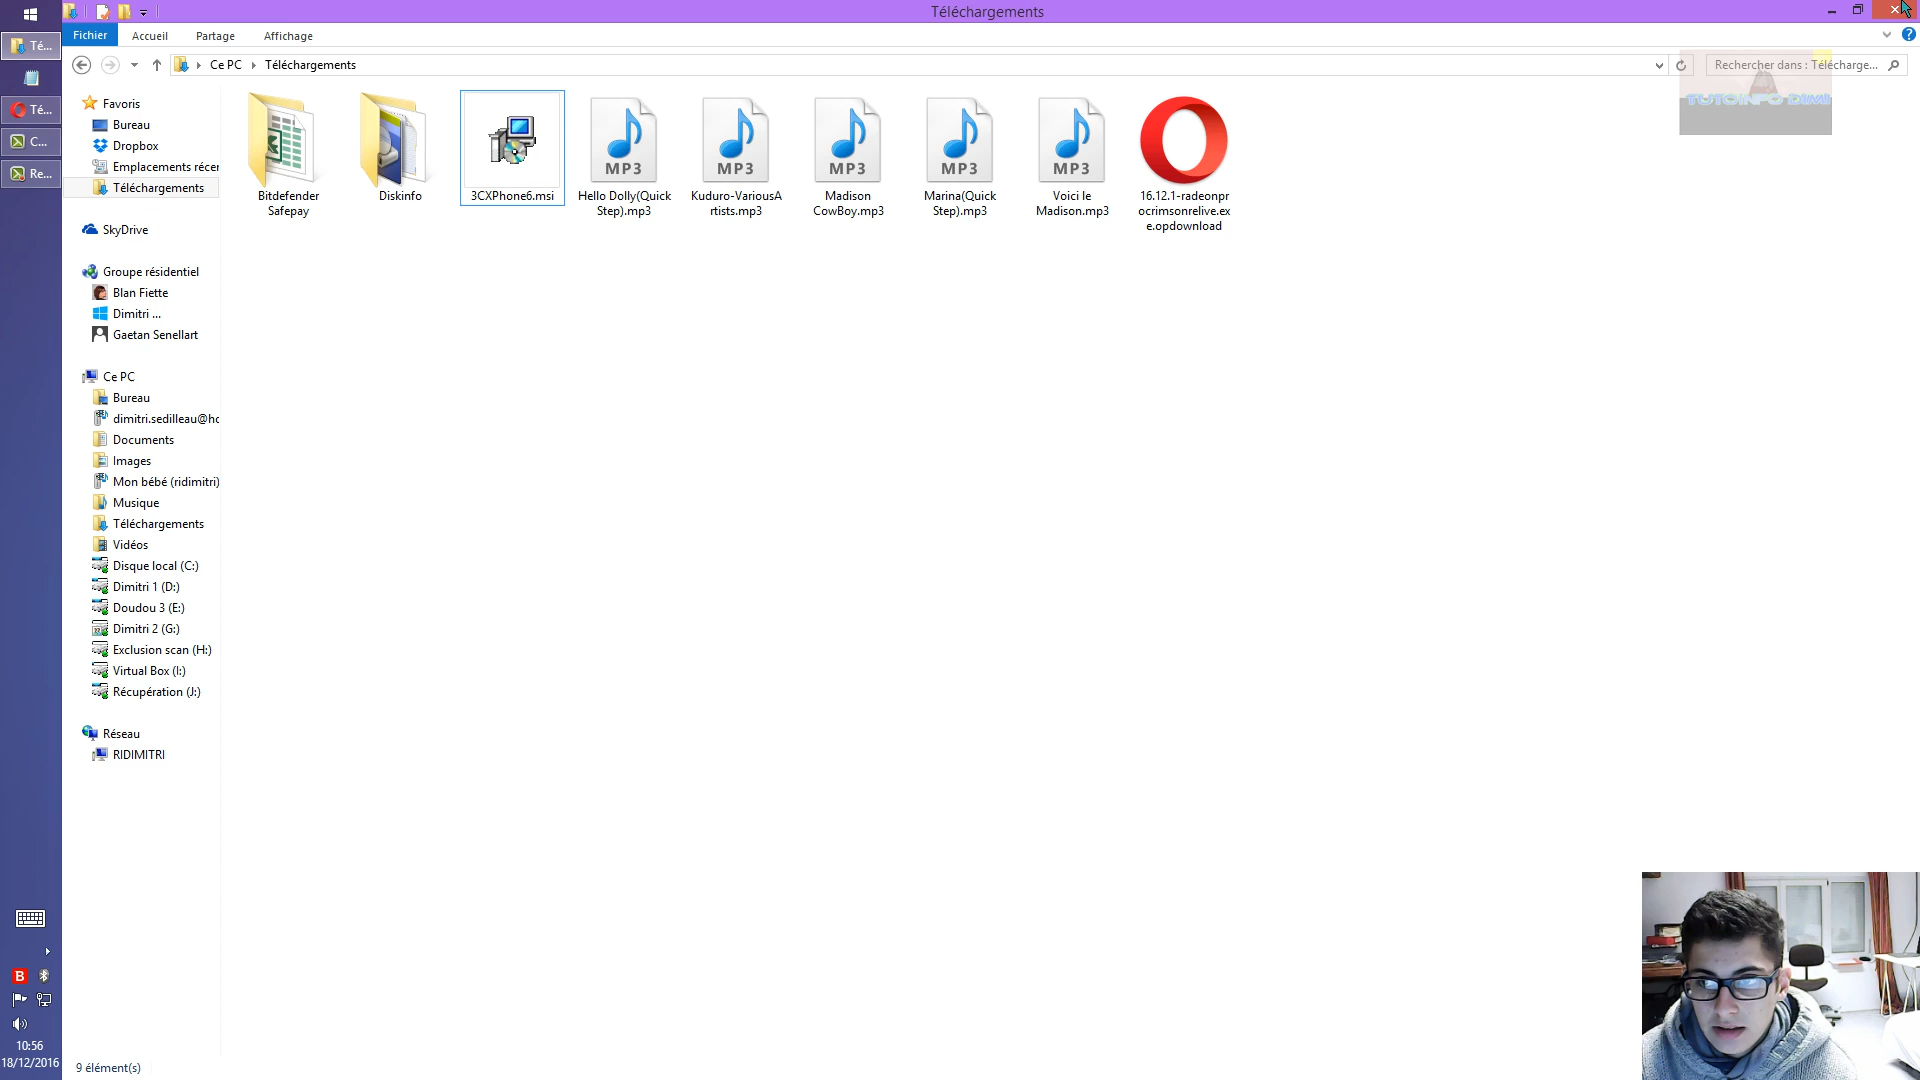 Téléchargements
Fichier
Accueil
Partage
Affichage
Té...
Ce PC
Téléchargements
Rechercher dans : Télécharge...
TUTOINFO DIMI
Té...
C...
Re...
Favoris
Bureau
Dropbox
Emplacements récer
Téléchargements
SkyDrive
Groupe résidentiel
Blan Fiette
Dimitri ...
Gaetan Senellart
Ce PC
Bureau
dimitri.sedilleau@hc
Documents
Images
Mon bébé (ridimitri)
Musique
Téléchargements
Vidéos
Disque local (C:)
Dimitri 1 (D:)
Doudou 3 (E:)
Dimitri 2 (G:)
Exclusion scan (H:)
Virtual Box (I:)
Récupération (J:)
Réseau
RIDIMITRI
Bitdefender
Safepay
Diskinfo
3CXPhone6.msi
MP3
Hello Dolly(Quick
Step).mp3
MP3
Kuduro-VariousA
rtists.mp3
MP3
Madison
CowBoy.mp3
MP3
Marina(Quick
Step).mp3
MP3
Voici le
Madison.mp3
16.12.1-radeonpr
ocrimsonrelive.ex
e.opdownload
B
10:56
18/12/2016
9 élément(s)